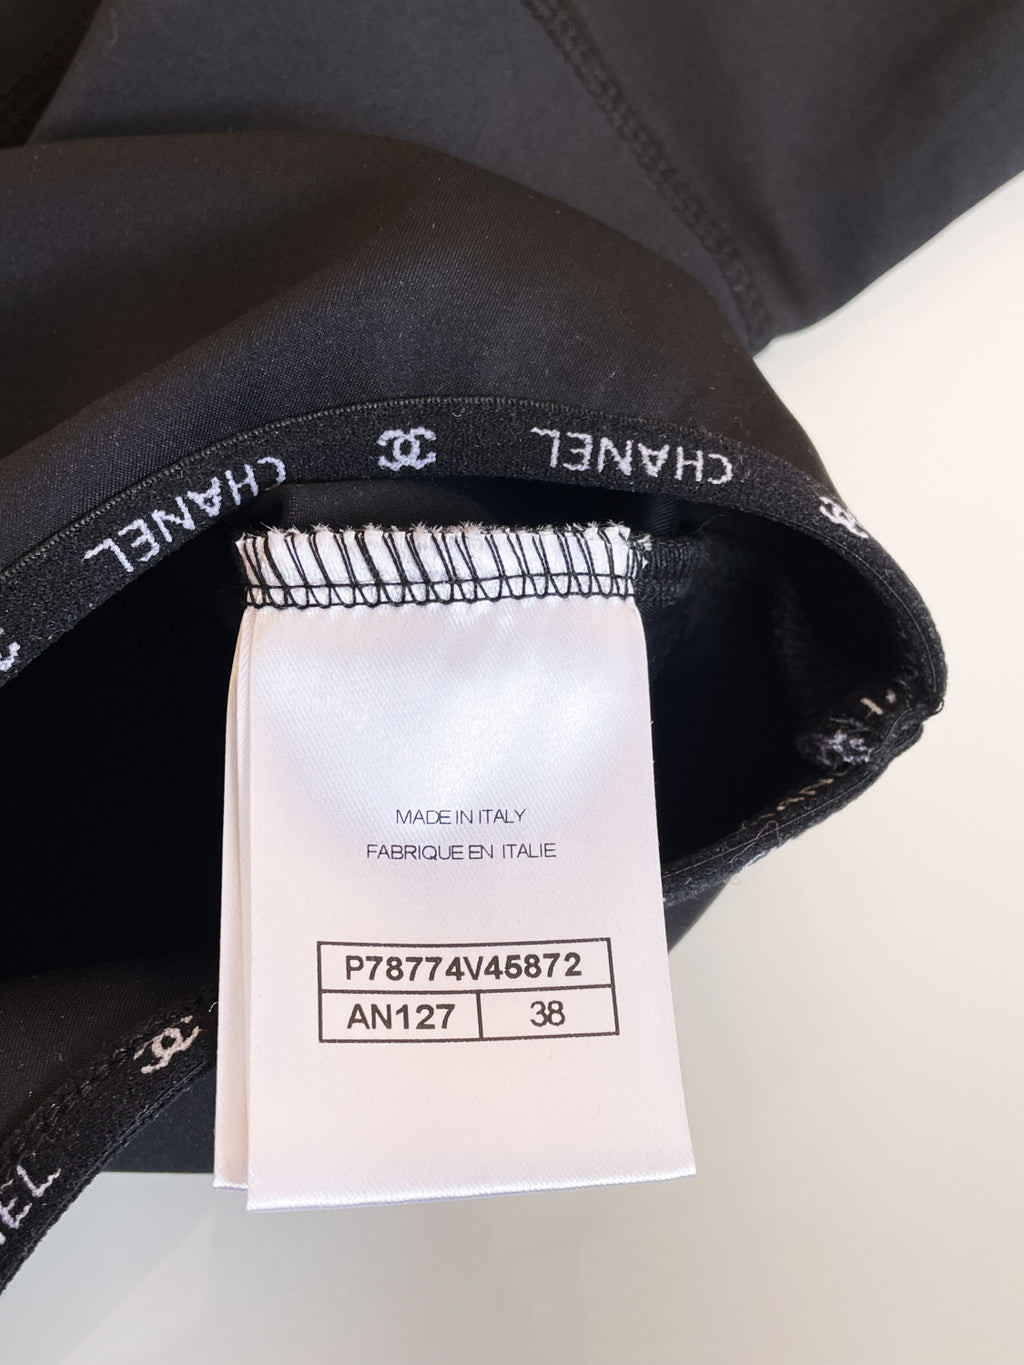 CHANEL
CHANEL
MADE IN ITALY
FABRIQUE EN ITALIE
P78774V45872
AN127 38